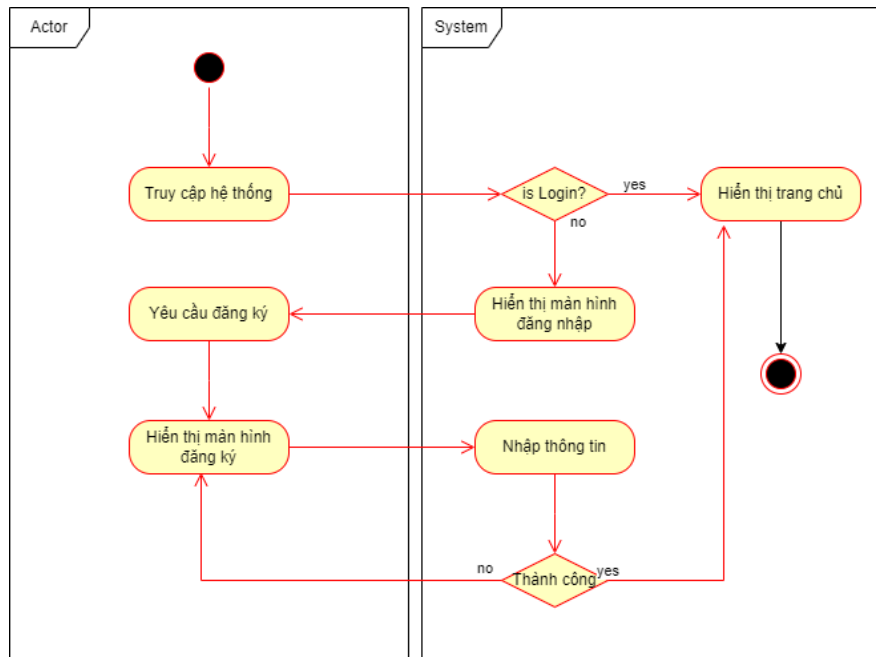 Actor
System
Truy cập hệ thống
is Login?
yes
Hiển thị trang chủ
no
Yêu cầu đăng ký
Hiển thị màn hình
đăng nhập
Hiển thị màn hình
đăng ký
Nhập thông tin
no
Thành công
yes